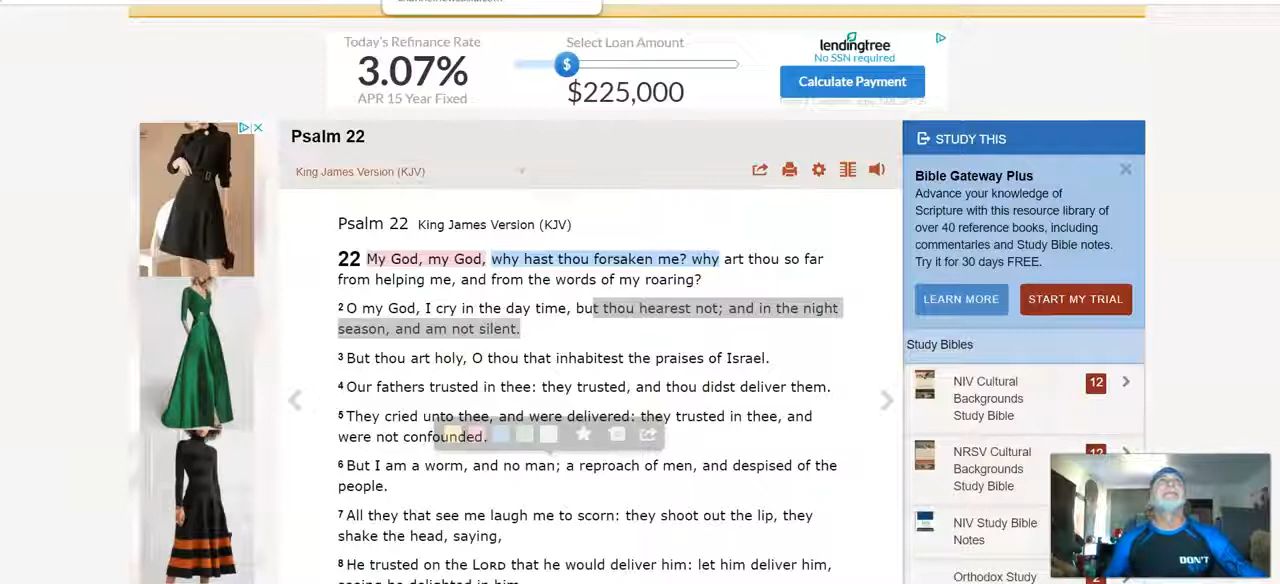 Today's Refinance Rate
3.07%
APR 15 Year Fixed
Select Loan Amount
$
$225,000
lendingtree
No SSN required
Calculate Payment
Psalm 22
King James Version (KJV)
Psalm 22 King James Version (KJV)
22 My God, my God, why hast thou forsaken me? why art thou so far
from helping me, and from the words of my roaring?
2 O my God, I cry in the day time, but thou hearest not; and in the night
season, and am not silent.
3 But thou art holy, O thou that inhabitest the praises of Israel.
4 Our fathers trusted in thee: they trusted, and thou didst deliver them.
5 They cried unto thee, and were delivered: they trusted in thee, and
were not confounded.
6 But I am a worm, and no man; a reproach of men, and despised of the
people.
7 All they that see me laugh me to scorn: they shoot out the lip, they
shake the head, saying,
8 He trusted on the LORD that he would deliver him: let him deliver him,
seeing he delighted in him.
STUDY THIS
Bible Gateway Plus
Advance your knowledge of
Scripture with this resource library of
over 40 reference books, including
commentaries and Study Bible notes.
Try it for 30 days FREE.
LEARN MORE
START MY TRIAL
Study Bibles
NIV Cultural
Backgrounds
Study Bible
12
NRSV Cultural
Backgrounds
Study Bible
12
NIV Study Bible
Notes
Orthodox Study
DON'T